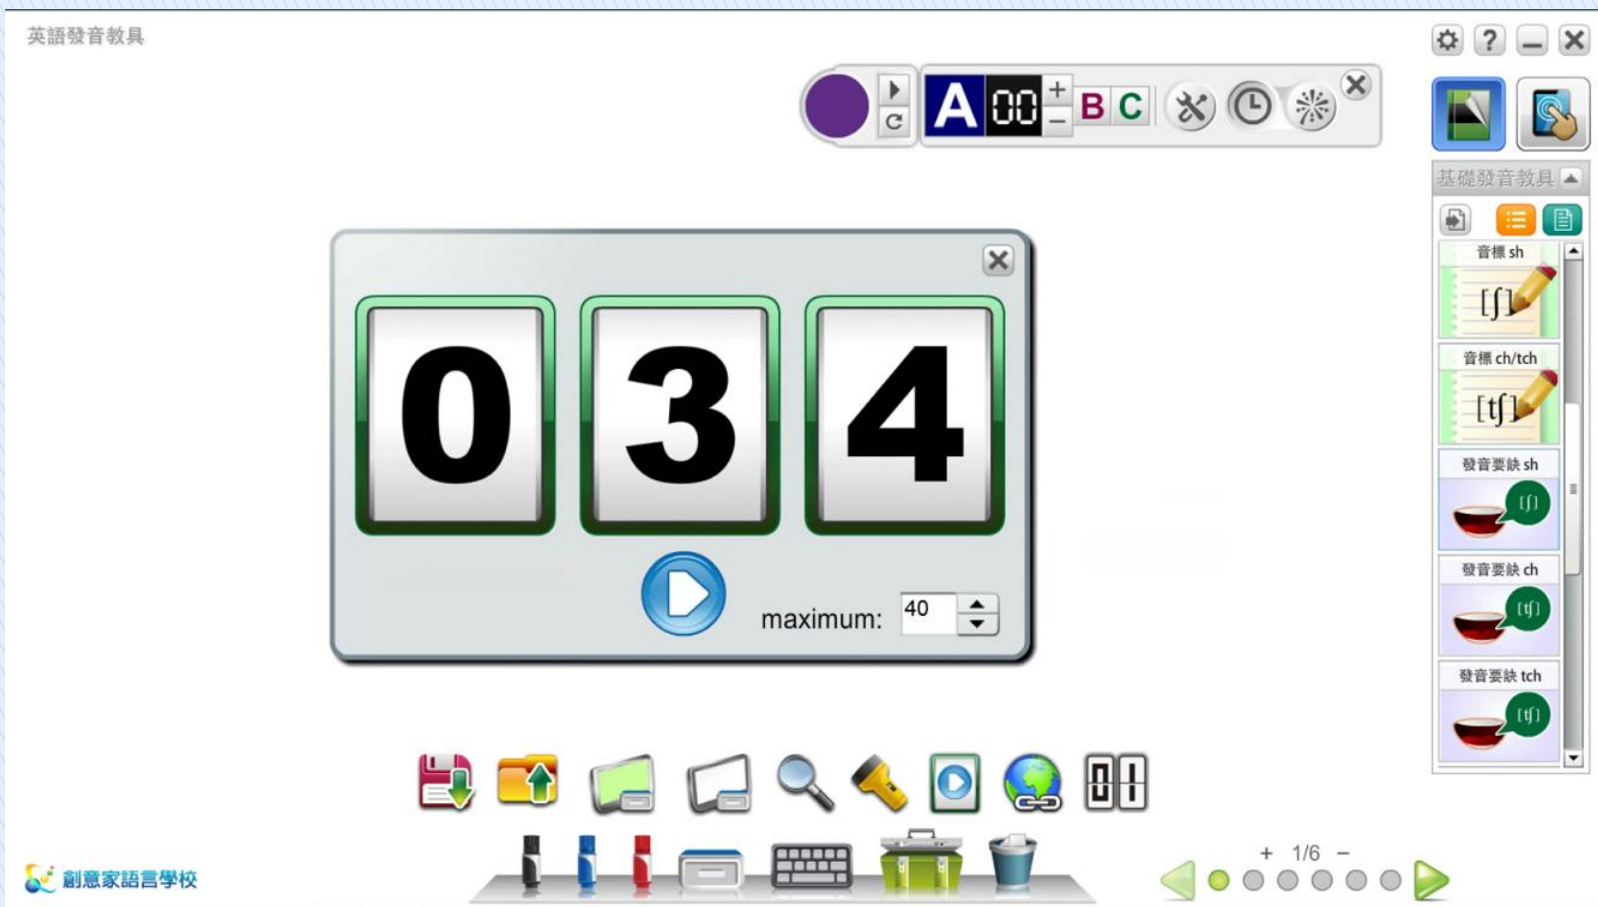 英語發音教具
A 00 + − B C
基礎發音教具
音標 sh
[ʃ]
音標 ch/tch
[tʃ]
發音要訣 sh
[ʃ]
發音要訣 ch
[tʃ]
發音要訣 tch
[tʃ]
0 3 4
maximum: 40
01
+ 1/6 −
創意家語言學校